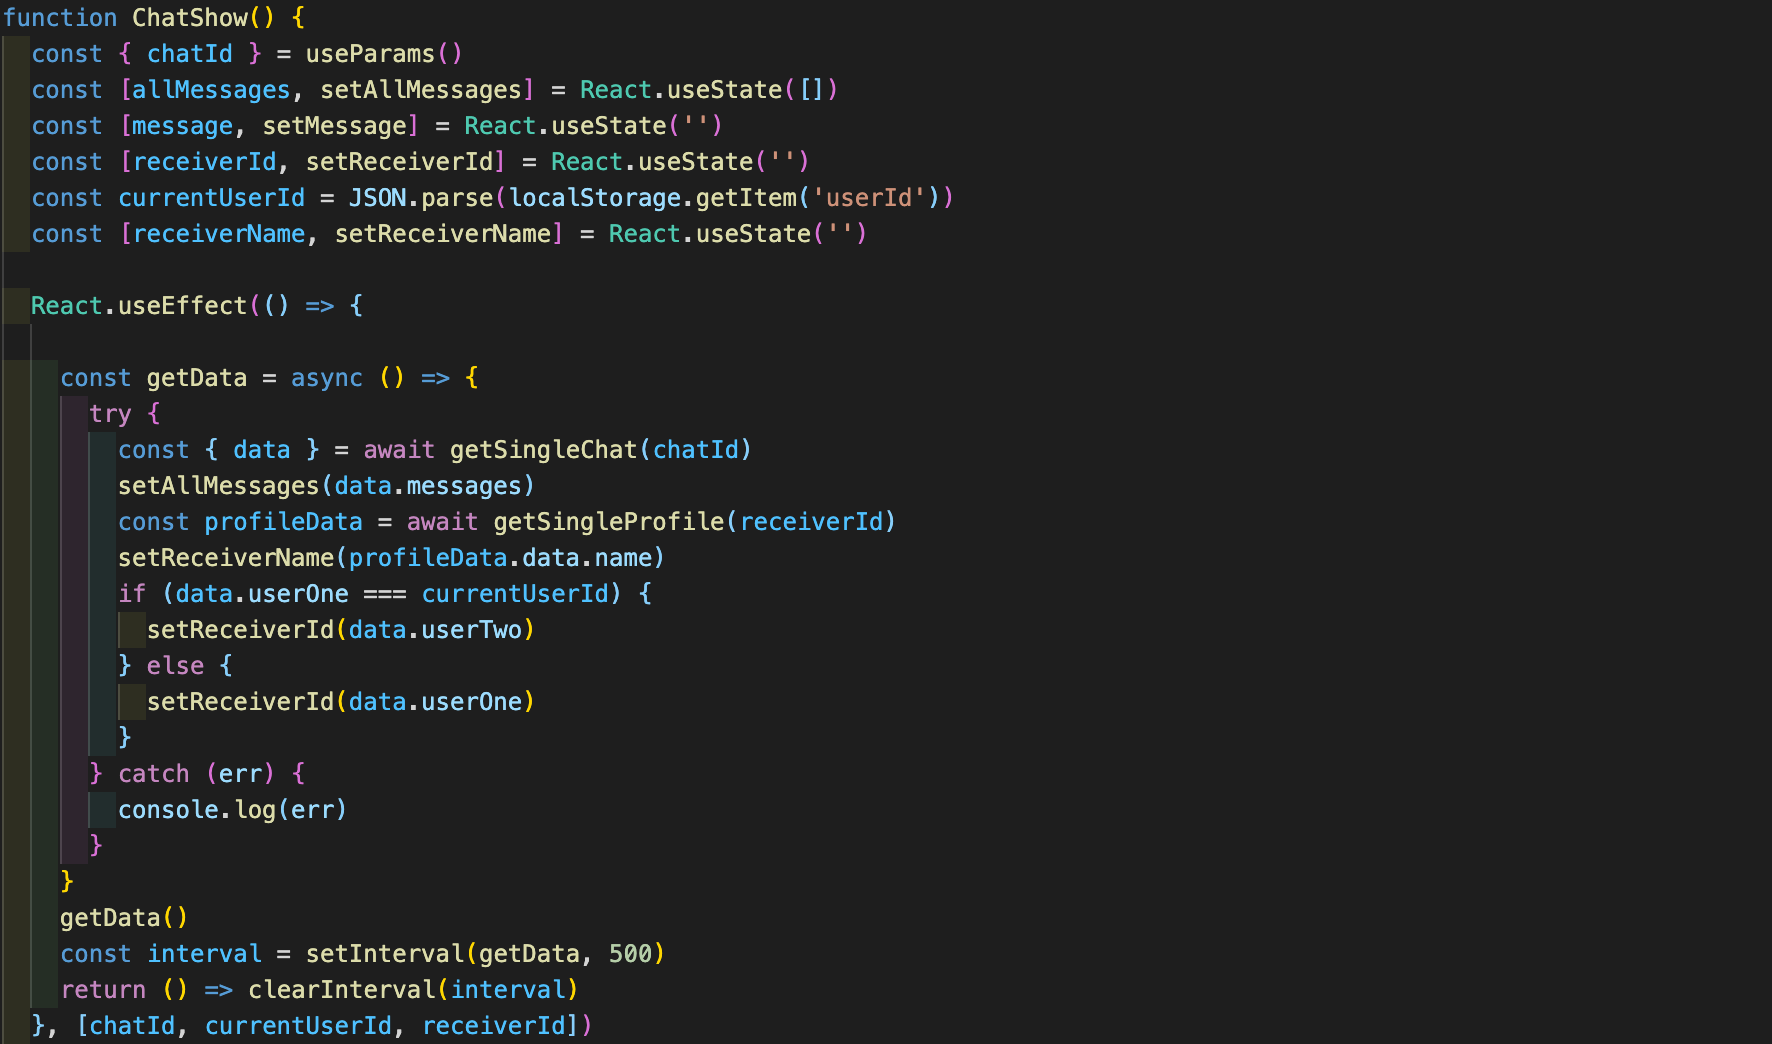 function ChatShow() {
  const { chatId } = useParams()
  const [allMessages, setAllMessages] = React.useState([])
  const [message, setMessage] = React.useState('')
  const [receiverId, setReceiverId] = React.useState('')
  const currentUserId = JSON.parse(localStorage.getItem('userId'))
  const [receiverName, setReceiverName] = React.useState('')

  React.useEffect(() => {

    const getData = async () => {
      try {
        const { data } = await getSingleChat(chatId)
        setAllMessages(data.messages)
        const profileData = await getSingleProfile(receiverId)
        setReceiverName(profileData.data.name)
        if (data.userOne === currentUserId) {
          setReceiverId(data.userTwo)
        } else {
          setReceiverId(data.userOne)
        }
      } catch (err) {
        console.log(err)
      }
    }
    getData()
    const interval = setInterval(getData, 500)
    return () => clearInterval(interval)
  }, [chatId, currentUserId, receiverId])